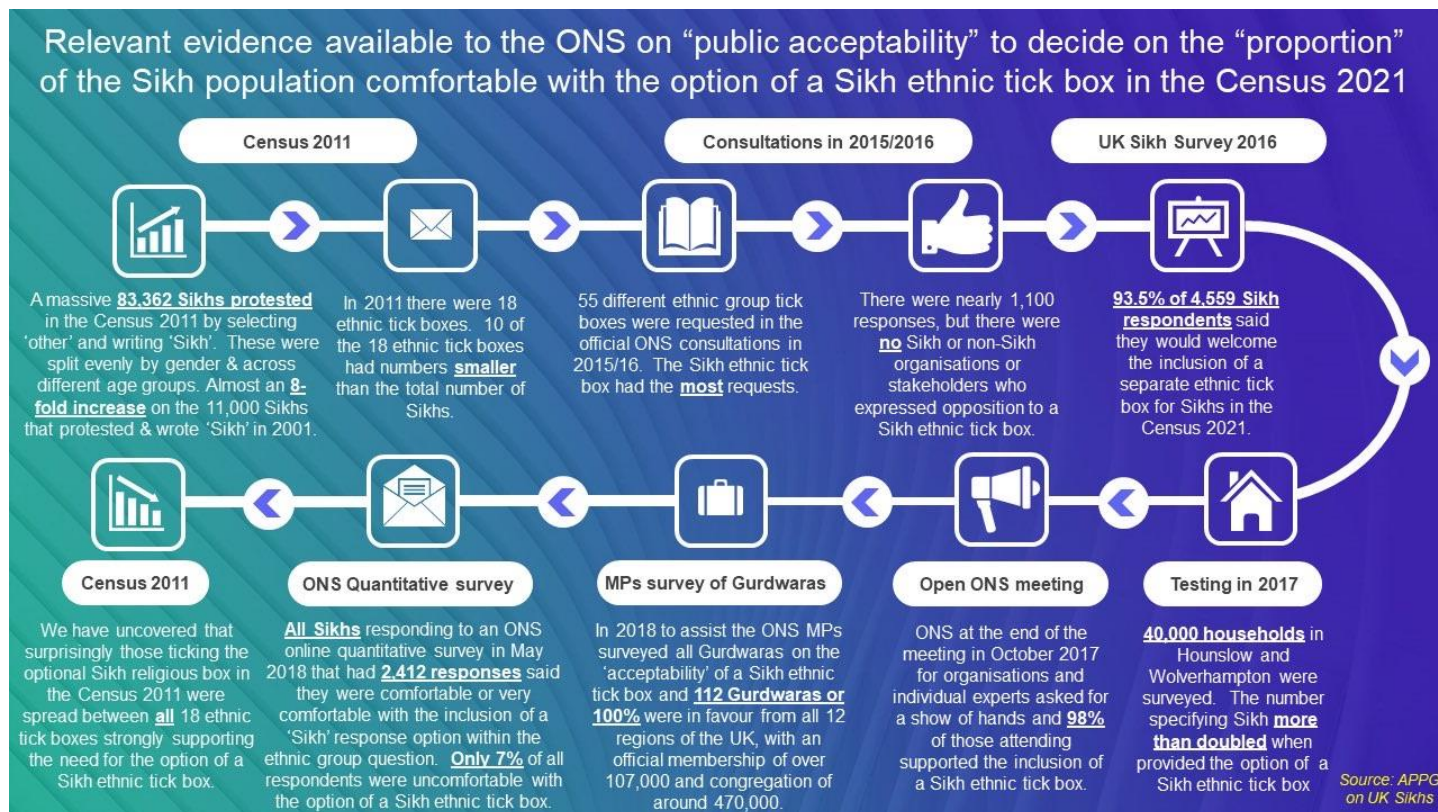 Relevant evidence available to the ONS on “public acceptability” to decide on the “proportion”
of the Sikh population comfortable with the option of a Sikh ethnic tick box in the Census 2021
Census 2011
Consultations in 2015/2016
UK Sikh Survey 2016
A massive 83,362 Sikhs protested
in the Census 2011 by selecting
‘other’ and writing ‘Sikh’. These were
split evenly by gender & across
different age groups. Almost an 8-
fold increase on the 11,000 Sikhs
that protested & wrote ‘Sikh’ in 2001.
In 2011 there were 18
ethnic tick boxes. 10 of
the 18 ethnic tick boxes
had numbers smaller
than the total number of
Sikhs.
55 different ethnic group tick
boxes were requested in the
official ONS consultations in
2015/16. The Sikh ethnic tick
box had the most requests.
There were nearly 1,100
responses, but there were
no Sikh or non-Sikh
organisations or
stakeholders who
expressed opposition to a
Sikh ethnic tick box.
93.5% of 4,559 Sikh
respondents said
they would welcome
the inclusion of a
separate ethnic tick
box for Sikhs in the
Census 2021.
Testing in 2017
40,000 households in
Hounslow and
Wolverhampton were
surveyed. The number
specifying Sikh more
than doubled when
provided the option of a
Sikh ethnic tick box
Open ONS meeting
ONS at the end of the
meeting in October 2017
for organisations and
individual experts asked for
a show of hands and 98%
of those attending
supported the inclusion of
a Sikh ethnic tick box.
MPs survey of Gurdwaras
In 2018 to assist the ONS MPs
surveyed all Gurdwaras on the
‘acceptability’ of a Sikh ethnic
tick box and 112 Gurdwaras or
100% were in favour from all 12
regions of the UK, with an
official membership of over
107,000 and congregation of
around 470,000.
ONS Quantitative survey
All Sikhs responding to an ONS
online quantitative survey in May
2018 that had 2,412 responses said
they were comfortable or very
comfortable with the inclusion of a
‘Sikh’ response option within the
ethnic group question. Only 7% of all
respondents were uncomfortable with
the option of a Sikh ethnic tick box.
Census 2011
We have uncovered that
surprisingly those ticking the
optional Sikh religious box in
the Census 2011 were
spread between all 18 ethnic
tick boxes strongly supporting
the need for the option of a
Sikh ethnic tick box.
Source: APPG
on UK Sikhs